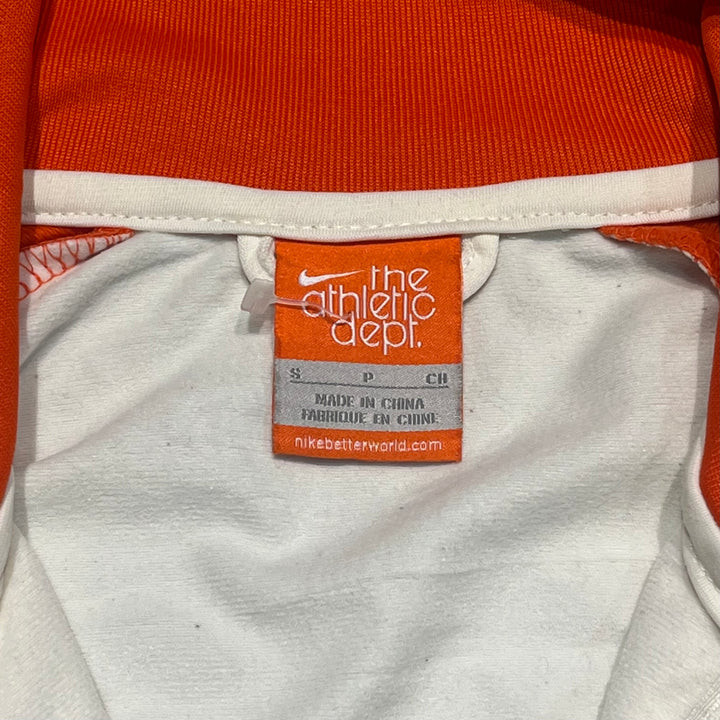 the
athletic
dept.
S P CH
MADE IN CHINA
FABRIQUE EN CHINE
nikebetterworld.com